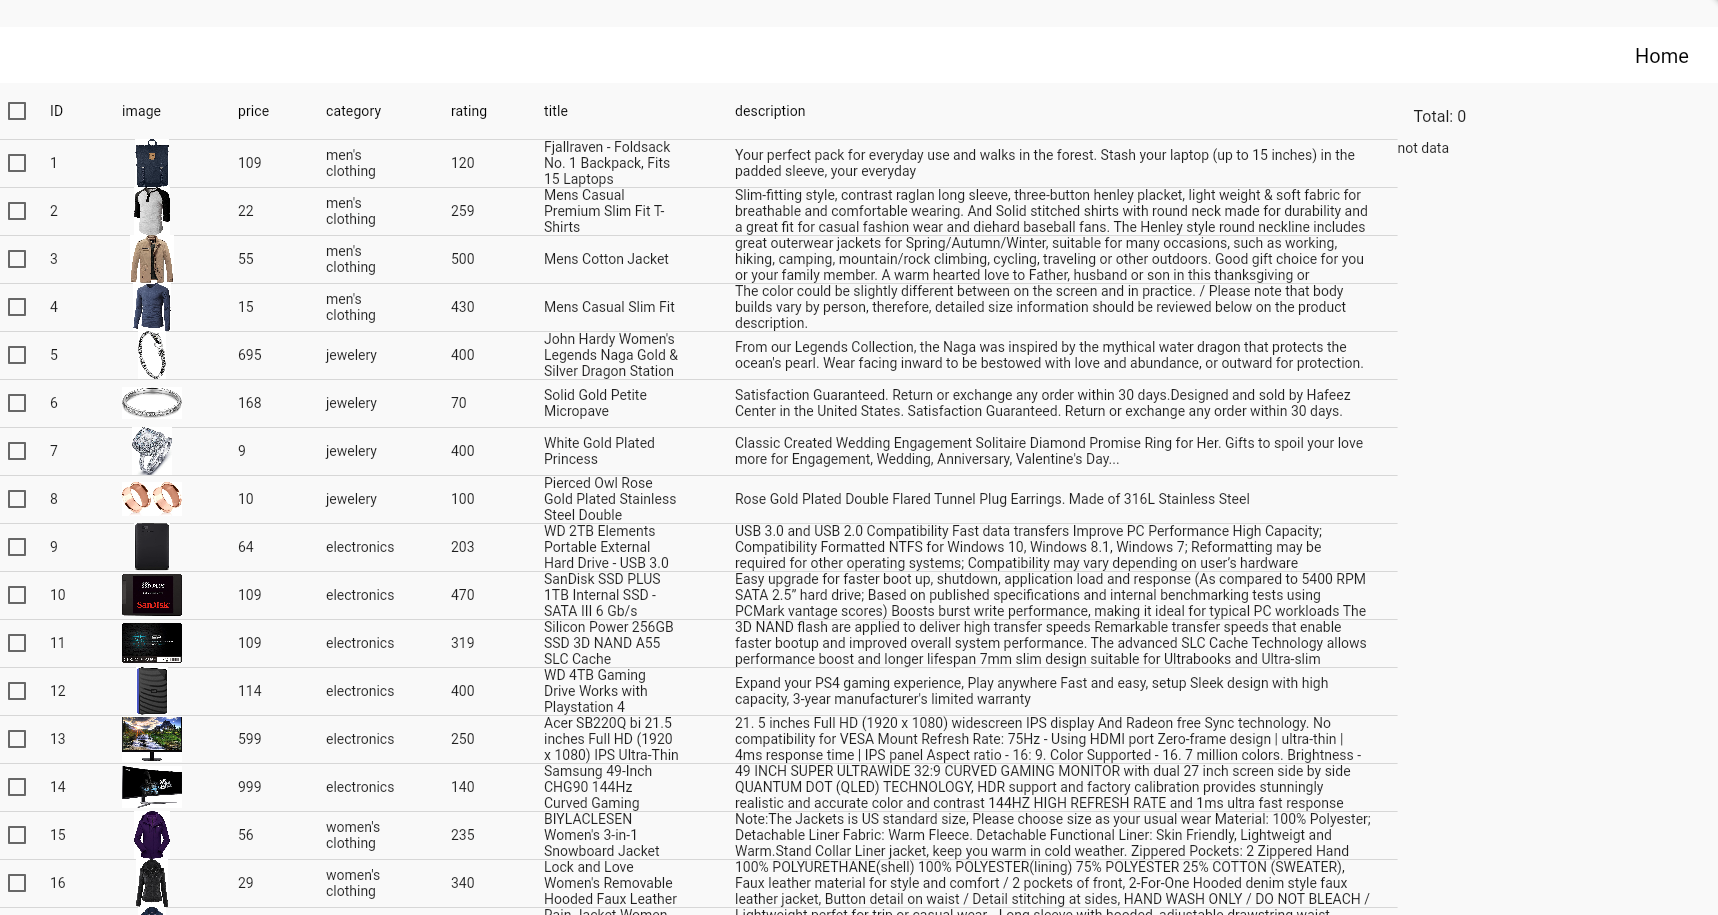 Home
ID image price category rating title description
Total: 0
not data
1 109 men's clothing 120
Fjallraven - Foldsack
No. 1 Backpack, Fits
15 Laptops
Your perfect pack for everyday use and walks in the forest. Stash your laptop (up to 15 inches) in the
padded sleeve, your everyday
2 22 men's clothing 259
Mens Casual
Premium Slim Fit T-
Shirts
Slim-fitting style, contrast raglan long sleeve, three-button henley placket, light weight & soft fabric for
breathable and comfortable wearing. And Solid stitched shirts with round neck made for durability and
a great fit for casual fashion wear and diehard baseball fans. The Henley style round neckline includes
3 55 men's clothing 500
Mens Cotton Jacket
great outerwear jackets for Spring/Autumn/Winter, suitable for many occasions, such as working,
hiking, camping, mountain/rock climbing, cycling, traveling or other outdoors. Good gift choice for you
or your family member. A warm hearted love to Father, husband or son in this thanksgiving or
4 15 men's clothing 430
Mens Casual Slim Fit
The color could be slightly different between on the screen and in practice. / Please note that body
builds vary by person, therefore, detailed size information should be reviewed below on the product
description.
5 695 jewelery 400
John Hardy Women's
Legends Naga Gold &
Silver Dragon Station
From our Legends Collection, the Naga was inspired by the mythical water dragon that protects the
ocean's pearl. Wear facing inward to be bestowed with love and abundance, or outward for protection.
6 168 jewelery 70
Solid Gold Petite
Micropave
Satisfaction Guaranteed. Return or exchange any order within 30 days.Designed and sold by Hafeez
Center in the United States. Satisfaction Guaranteed. Return or exchange any order within 30 days.
7 9 jewelery 400
White Gold Plated
Princess
Classic Created Wedding Engagement Solitaire Diamond Promise Ring for Her. Gifts to spoil your love
more for Engagement, Wedding, Anniversary, Valentine's Day...
8 10 jewelery 100
Pierced Owl Rose
Gold Plated Stainless
Steel Double
Rose Gold Plated Double Flared Tunnel Plug Earrings. Made of 316L Stainless Steel
9 64 electronics 203
WD 2TB Elements
Portable External
Hard Drive - USB 3.0
USB 3.0 and USB 2.0 Compatibility Fast data transfers Improve PC Performance High Capacity;
Compatibility Formatted NTFS for Windows 10, Windows 8.1, Windows 7; Reformatting may be
required for other operating systems; Compatibility may vary depending on user’s hardware
10 SanDisk 109 electronics 470
SanDisk SSD PLUS
1TB Internal SSD -
SATA III 6 Gb/s
Easy upgrade for faster boot up, shutdown, application load and response (As compared to 5400 RPM
SATA 2.5” hard drive; Based on published specifications and internal benchmarking tests using
PCMark vantage scores) Boosts burst write performance, making it ideal for typical PC workloads The
11 109 electronics 319
Silicon Power 256GB
SSD 3D NAND A55
SLC Cache
3D NAND flash are applied to deliver high transfer speeds Remarkable transfer speeds that enable
faster bootup and improved overall system performance. The advanced SLC Cache Technology allows
performance boost and longer lifespan 7mm slim design suitable for Ultrabooks and Ultra-slim
12 114 electronics 400
WD 4TB Gaming
Drive Works with
Playstation 4
Expand your PS4 gaming experience, Play anywhere Fast and easy, setup Sleek design with high
capacity, 3-year manufacturer's limited warranty
13 599 electronics 250
Acer SB220Q bi 21.5
inches Full HD (1920
x 1080) IPS Ultra-Thin
21. 5 inches Full HD (1920 x 1080) widescreen IPS display And Radeon free Sync technology. No
compatibility for VESA Mount Refresh Rate: 75Hz - Using HDMI port Zero-frame design | ultra-thin |
4ms response time | IPS panel Aspect ratio - 16: 9. Color Supported - 16. 7 million colors. Brightness -
14 999 electronics 140
Samsung 49-Inch
CHG90 144Hz
Curved Gaming
49 INCH SUPER ULTRAWIDE 32:9 CURVED GAMING MONITOR with dual 27 inch screen side by side
QUANTUM DOT (QLED) TECHNOLOGY, HDR support and factory calibration provides stunningly
realistic and accurate color and contrast 144HZ HIGH REFRESH RATE and 1ms ultra fast response
15 56 women's clothing 235
BIYLACLESEN
Women's 3-in-1
Snowboard Jacket
Note:The Jackets is US standard size, Please choose size as your usual wear Material: 100% Polyester;
Detachable Liner Fabric: Warm Fleece. Detachable Functional Liner: Skin Friendly, Lightweigt and
Warm.Stand Collar Liner jacket, keep you warm in cold weather. Zippered Pockets: 2 Zippered Hand
16 29 women's clothing 340
Lock and Love
Women's Removable
Hooded Faux Leather
100% POLYURETHANE(shell) 100% POLYESTER(lining) 75% POLYESTER 25% COTTON (SWEATER),
Faux leather material for style and comfort / 2 pockets of front, 2-For-One Hooded denim style faux
leather jacket, Button detail on waist / Detail stitching at sides, HAND WASH ONLY / DO NOT BLEACH /
Rain Jacket Women
Lightweight perfet for trip or casual wear---Long sleeve with hooded, adjustable drawstring waist